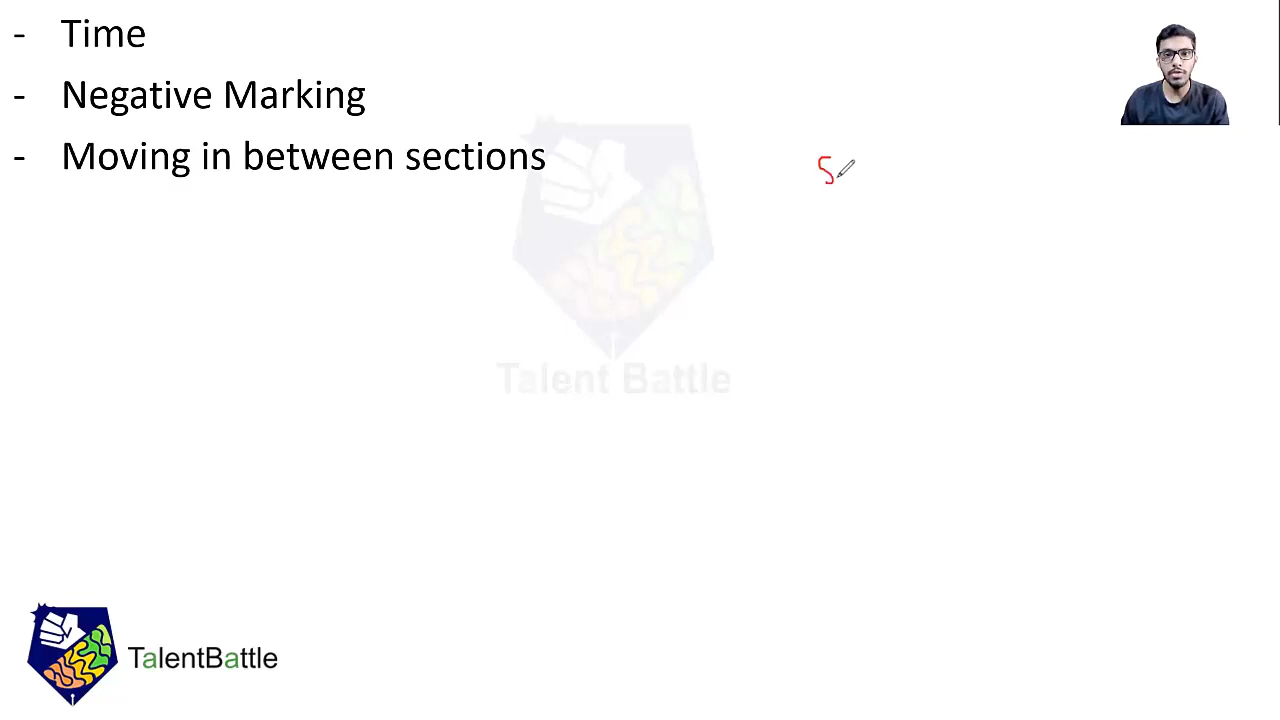 - Time
- Negative Marking
- Moving in between sections
S
Talent Battle
TalentBattle